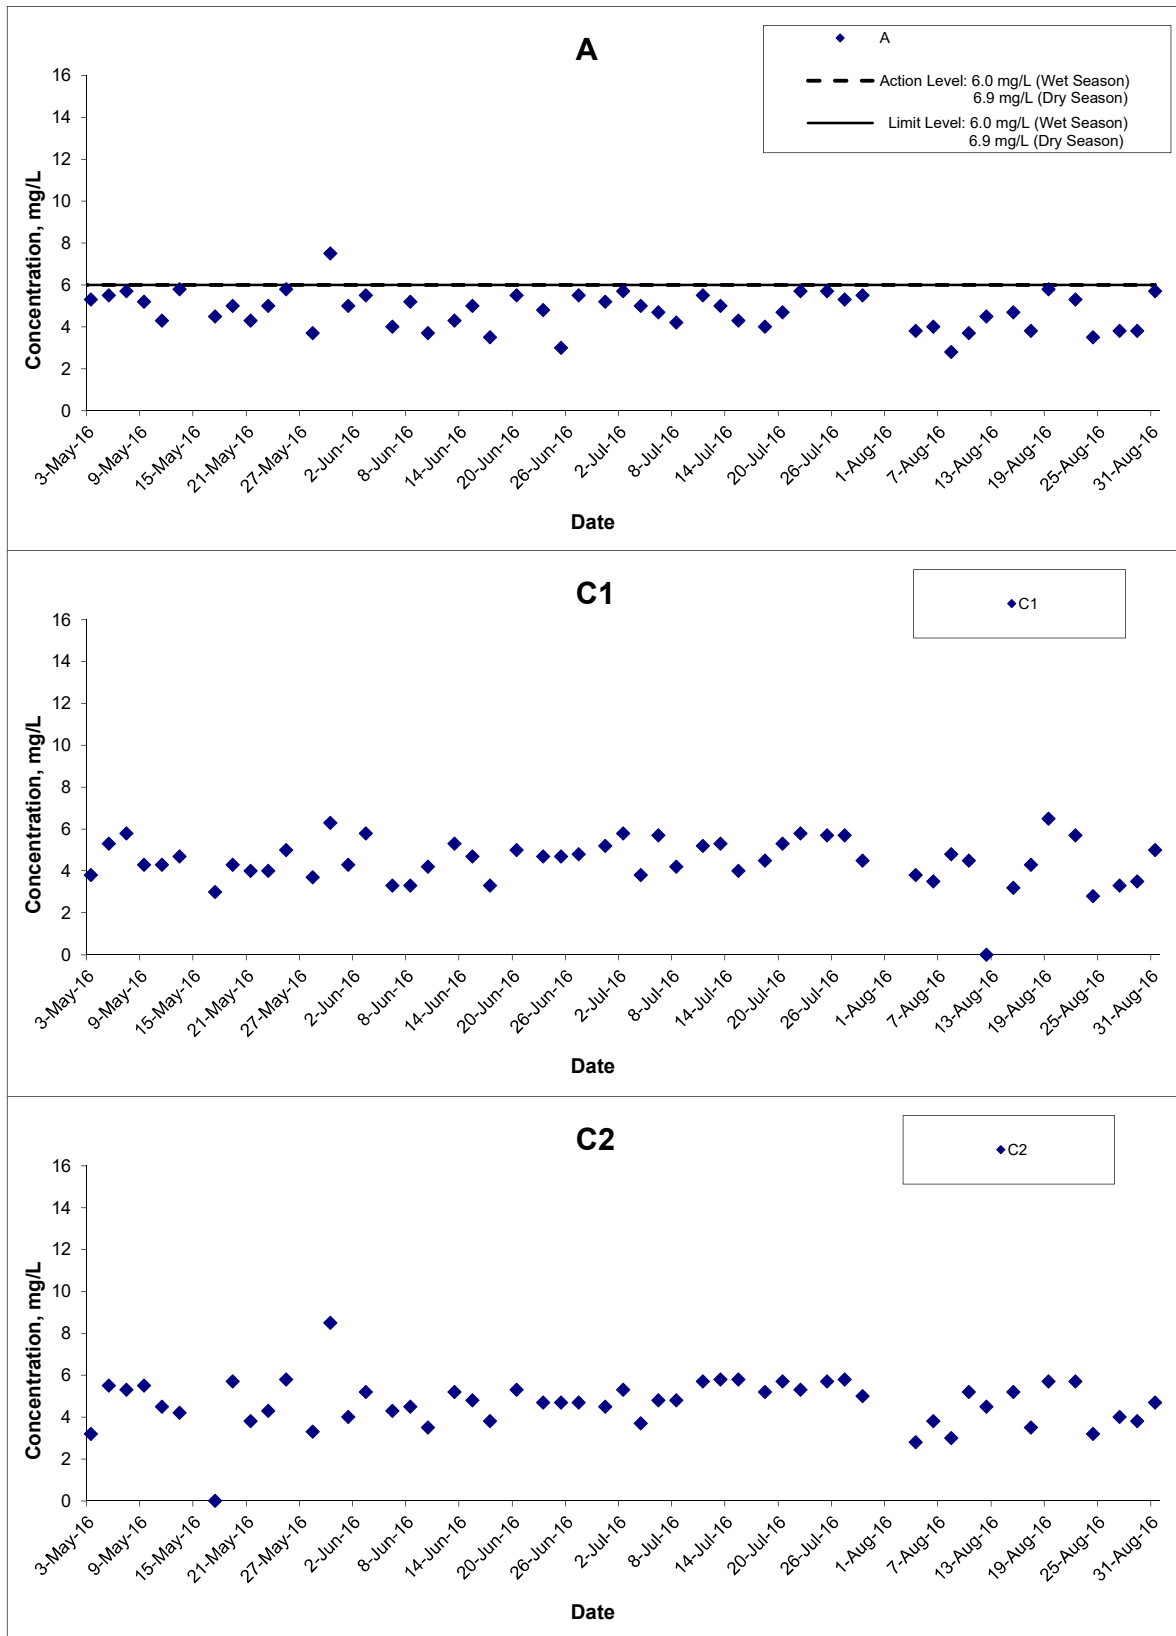 A
A
Action Level: 6.0 mg/L (Wet Season)
6.9 mg/L (Dry Season)
Limit Level: 6.0 mg/L (Wet Season)
6.9 mg/L (Dry Season)
Concentration, mg/L
16
14
12
10
8
6
4
2
0
3-May-16
9-May-16
15-May-16
21-May-16
27-May-16
2-Jun-16
8-Jun-16
14-Jun-16
20-Jun-16
26-Jun-16
2-Jul-16
8-Jul-16
14-Jul-16
20-Jul-16
26-Jul-16
1-Aug-16
7-Aug-16
13-Aug-16
19-Aug-16
25-Aug-16
31-Aug-16
Date
C1
C1
Concentration, mg/L
16
14
12
10
8
6
4
2
0
3-May-16
9-May-16
15-May-16
21-May-16
27-May-16
2-Jun-16
8-Jun-16
14-Jun-16
20-Jun-16
26-Jun-16
2-Jul-16
8-Jul-16
14-Jul-16
20-Jul-16
26-Jul-16
1-Aug-16
7-Aug-16
13-Aug-16
19-Aug-16
25-Aug-16
31-Aug-16
Date
C2
C2
Concentration, mg/L
16
14
12
10
8
6
4
2
0
3-May-16
9-May-16
15-May-16
21-May-16
27-May-16
2-Jun-16
8-Jun-16
14-Jun-16
20-Jun-16
26-Jun-16
2-Jul-16
8-Jul-16
14-Jul-16
20-Jul-16
26-Jul-16
1-Aug-16
7-Aug-16
13-Aug-16
19-Aug-16
25-Aug-16
31-Aug-16
Date